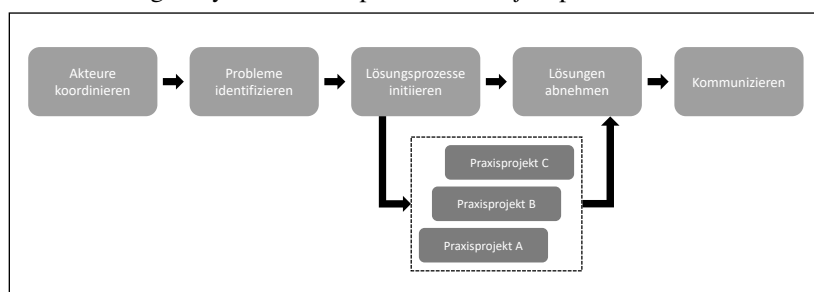 Akteure
koordinieren
Probleme
identifizieren
Lösungsprozesse
initiieren
Lösungen
abnehmen
Kommunizieren
Praxisprojekt C
Praxisprojekt B
Praxisprojekt A